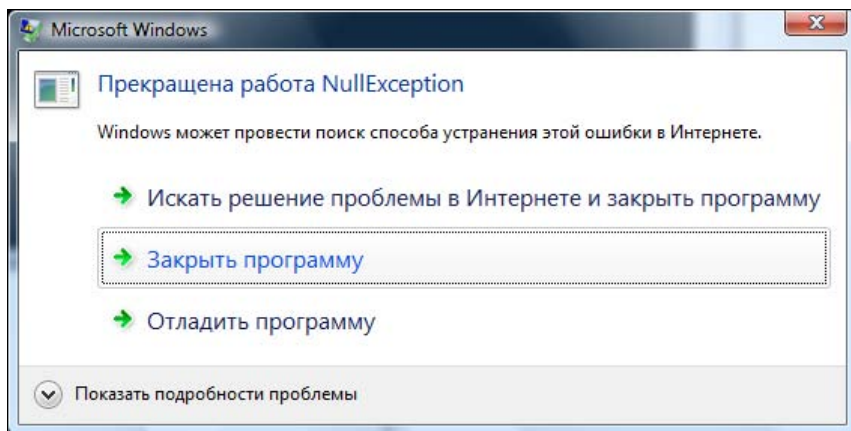 Microsoft Windows
Прекращена работа NullException
Windows может провести поиск способа устранения этой ошибки в Интернете.
Искать решение проблемы в Интернете и закрыть программу
Закрыть программу
Отладить программу
Показать подробности проблемы